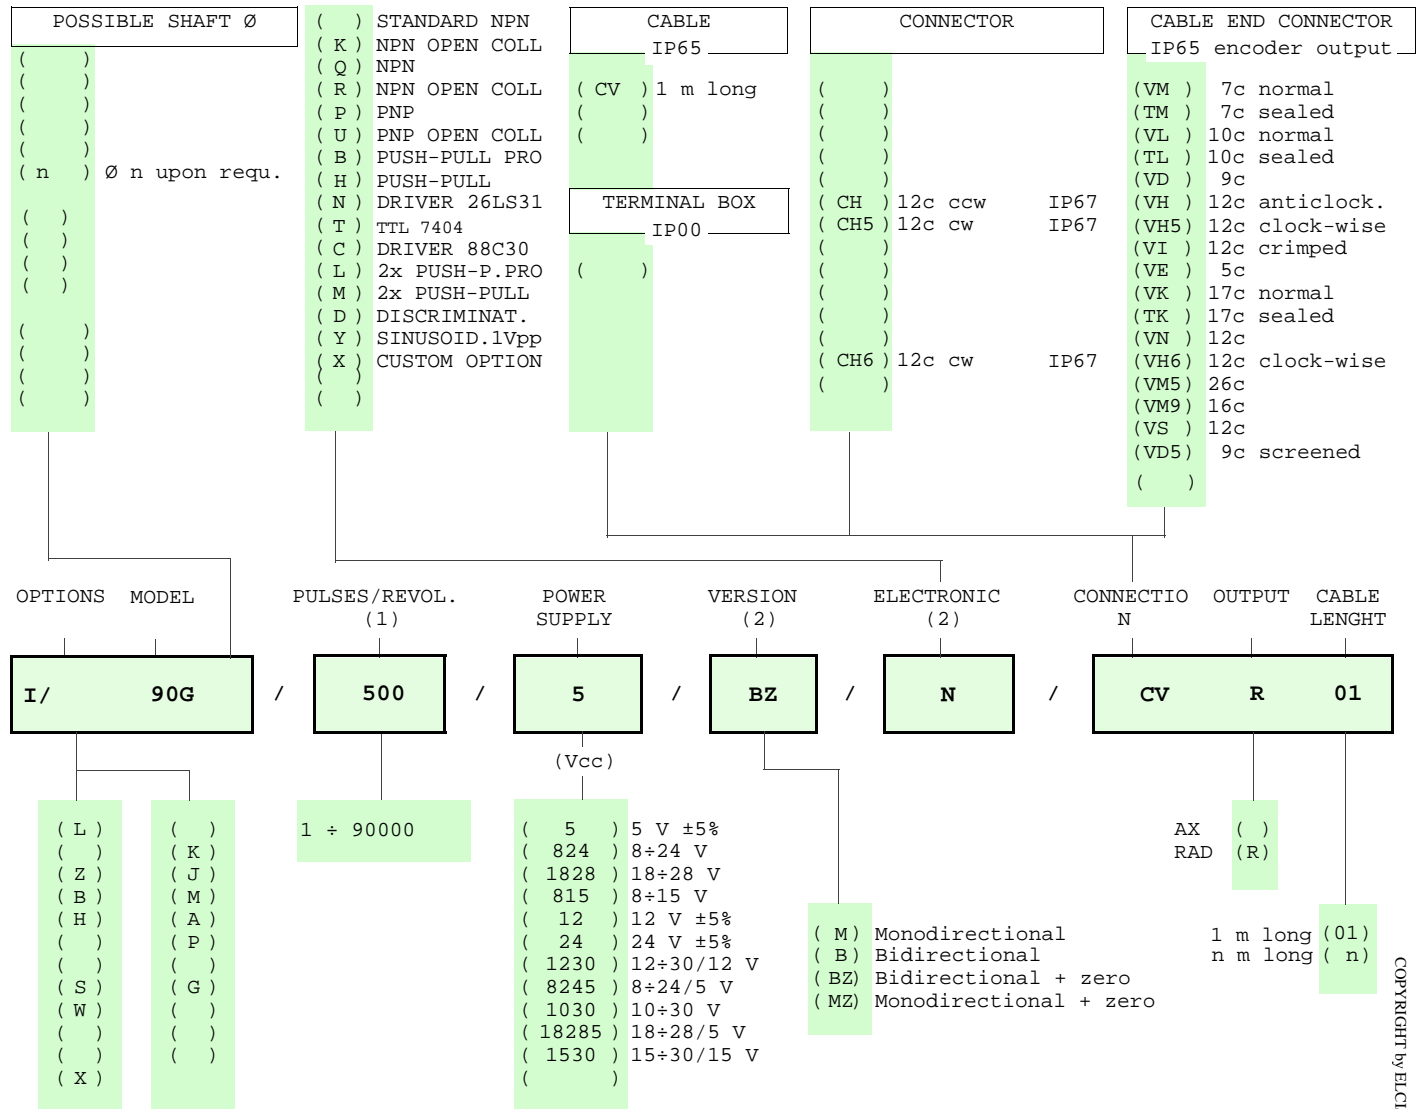 POSSIBLE SHAFT Ø
(    )
(    )
(    )
(    )
(    )
( n  ) Ø n upon requ.
(  )
(  )
(  )
(  )
(    )
(    )
(    )
(    )
(  ) STANDARD NPN
( K ) NPN OPEN COLL
( Q ) NPN
( R ) NPN OPEN COLL
( P ) PNP
( U ) PNP OPEN COLL
( B ) PUSH-PULL PRO
( H ) PUSH-PULL
( N ) DRIVER 26LS31
( T ) TTL 7404
( C ) DRIVER 88C30
( L ) 2x PUSH-P.PRO
( M ) 2x PUSH-PULL
( D ) DISCRIMINAT.
( Y ) SINUSOID.1Vpp
( X ) CUSTOM OPTION
(  )
(  )
CABLE
IP65
( CV ) 1 m long
(    )
(    )
TERMINAL BOX
IP00
(    )
CONNECTOR
(    )
(    )
(    )
(    )
(    )
( CH ) 12c ccw IP67
( CH5 ) 12c cw IP67
(    )
(    )
(    )
(    )
(    )
( CH6 ) 12c cw IP67
(    )
CABLE END CONNECTOR
IP65 encoder output
(VM ) 7c normal
(TM ) 7c sealed
(VL ) 10c normal
(TL ) 10c sealed
(VD ) 9c
(VH ) 12c anticlock.
(VH5) 12c clock-wise
(VI ) 12c crimped
(VE ) 5c
(VK ) 17c normal
(TK ) 17c sealed
(VN ) 12c
(VH6) 12c clock-wise
(VM5) 26c
(VM9) 16c
(VS ) 12c
(VD5) 9c screened
(   )
OPTIONS MODEL
PULSES/REVOL.
(1)
POWER
SUPPLY
VERSION
(2)
ELECTRONIC
(2)
CONNECTIO
N
OUTPUT
CABLE
LENGHT
I/ 90G / 500 / 5 / BZ / N / CV R 01
( L )
(   )
( Z )
( B )
( H )
(   )
(   )
( S )
( W )
(   )
(   )
( X )
(   )
( K )
( J )
( M )
( A )
( P )
(   )
( G )
(   )
(   )
(   )
1 ÷ 90000
(Vcc)
( 5 ) 5 V ±5%
( 824 ) 8÷24 V
( 1828 ) 18÷28 V
( 815 ) 8÷15 V
( 12 ) 12 V ±5%
( 24 ) 24 V ±5%
( 1230 ) 12÷30/12 V
( 8245 ) 8÷24/5 V
( 1030 ) 10÷30 V
( 18285 ) 18÷28/5 V
( 1530 ) 15÷30/15 V
(      )
( M) Monodirectional
( B) Bidirectional
( BZ) Bidirectional + zero
( MZ) Monodirectional + zero
AX ( )
RAD (R)
1 m long (01)
n m long ( n)
COPYRIGHT by ELCI